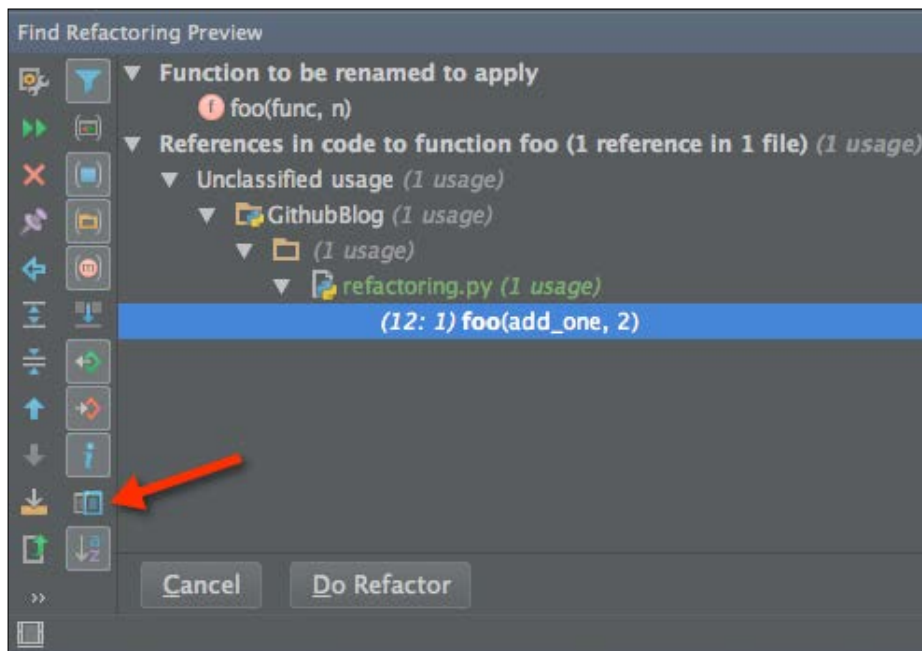 Find Refactoring Preview
Function to be renamed to apply
f foo(func, n)
References in code to function foo (1 reference in 1 file) (1 usage)
Unclassified usage (1 usage)
GithubBlog (1 usage)
(1 usage)
refactoring.py (1 usage)
(12: 1) foo(add_one, 2)
m
i
a
z
Cancel
Do Refactor